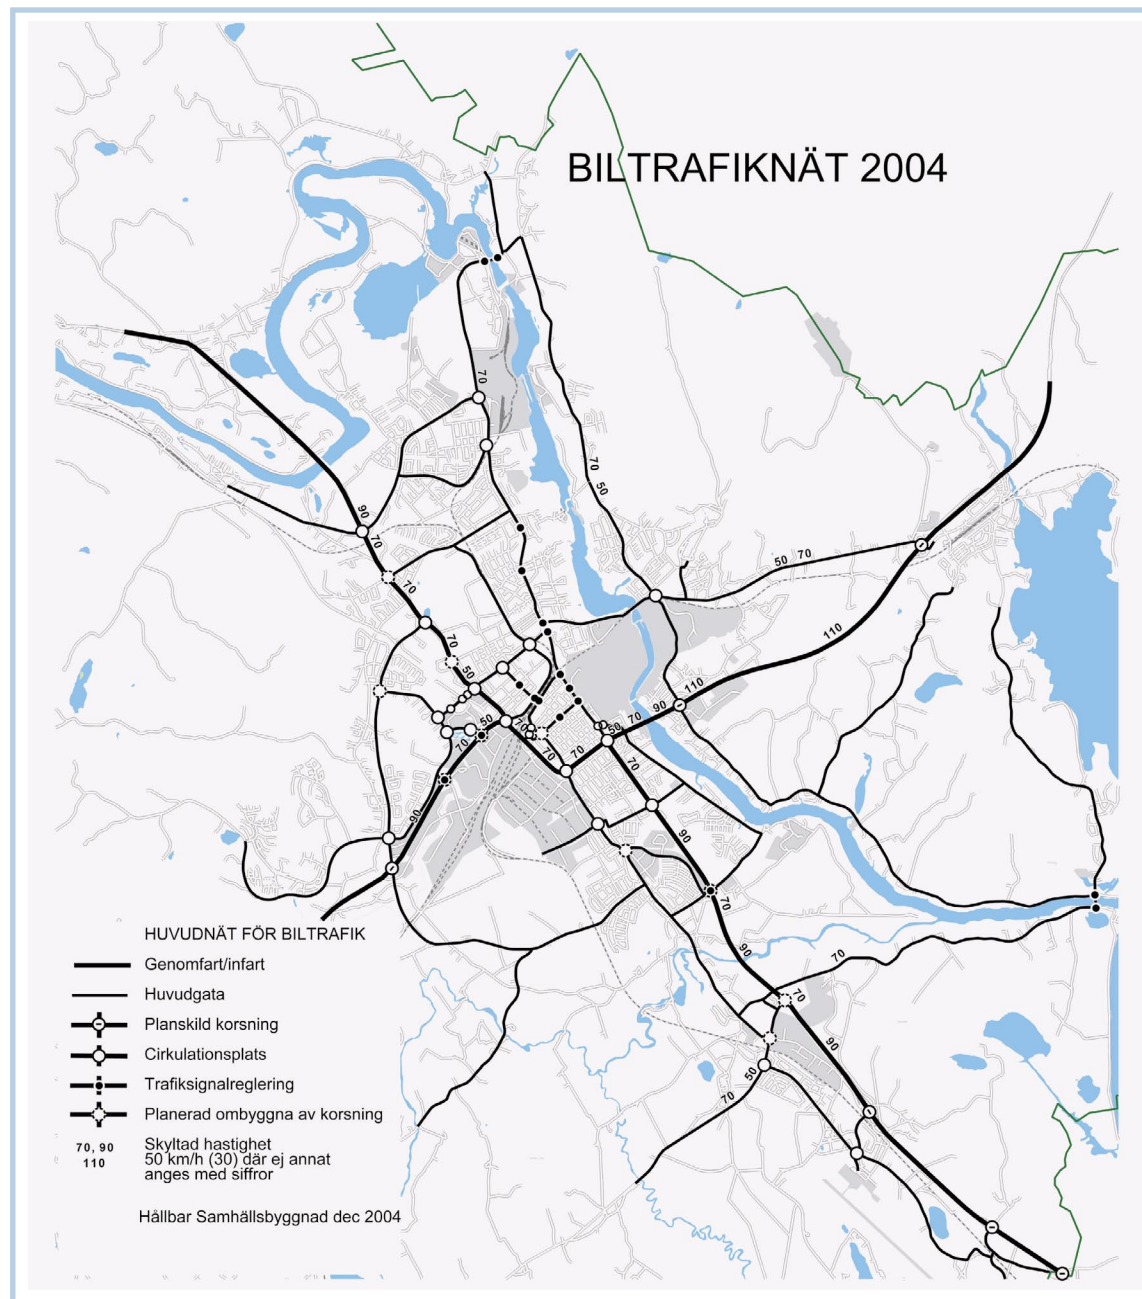 BILTRAFIKNÄT 2004
70
70
50
90
70
70
50 70
110
70
50
110
90
70
50
50
70
70
70
70
70
90
90
70
90
70
70
90
50
70
HUVUDNÄT FÖR BILTRAFIK
Genomfart/infart
Huvudgata
Planskild korsning
Cirkulationsplats
Trafiksignalreglering
Planerad ombyggna av korsning
70, 90
110
Skyltad hastighet
50 km/h (30) där ej annat
anges med siffror
Hållbar Samhällsbyggnad dec 2004